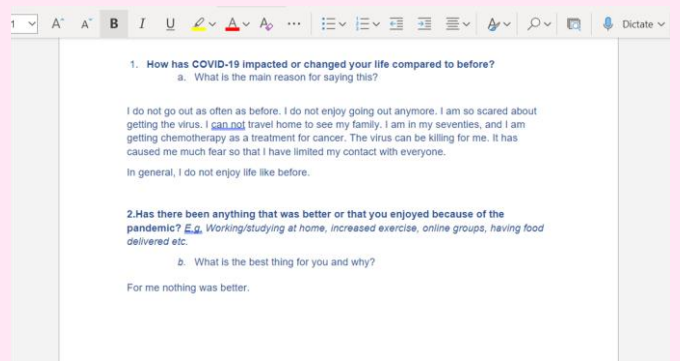 1
A^ A˅ B I U A A Dictate
1. How has COVID-19 impacted or changed your life compared to before?
a. What is the main reason for saying this?
I do not go out as often as before. I do not enjoy going out anymore. I am so scared about
getting the virus. I can not travel home to see my family. I am in my seventies, and I am
getting chemotherapy as a treatment for cancer. The virus can be killing for me. It has
caused me much fear so that I have limited my contact with everyone.
In general, I do not enjoy life like before.
2.Has there been anything that was better or that you enjoyed because of the
pandemic? E.g. Working/studying at home, increased exercise, online groups, having food
delivered etc.
b. What is the best thing for you and why?
For me nothing was better.